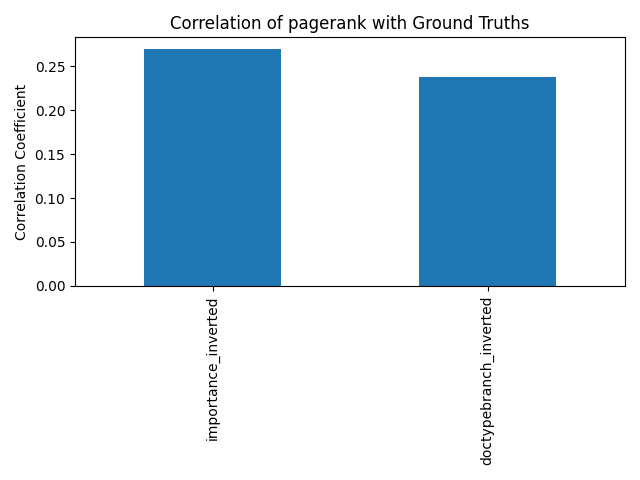 Correlation of pagerank with Ground Truths
Correlation Coefficient
0.25
0.20
0.15
0.10
0.05
0.00
importance_inverted
doctypebranch_inverted